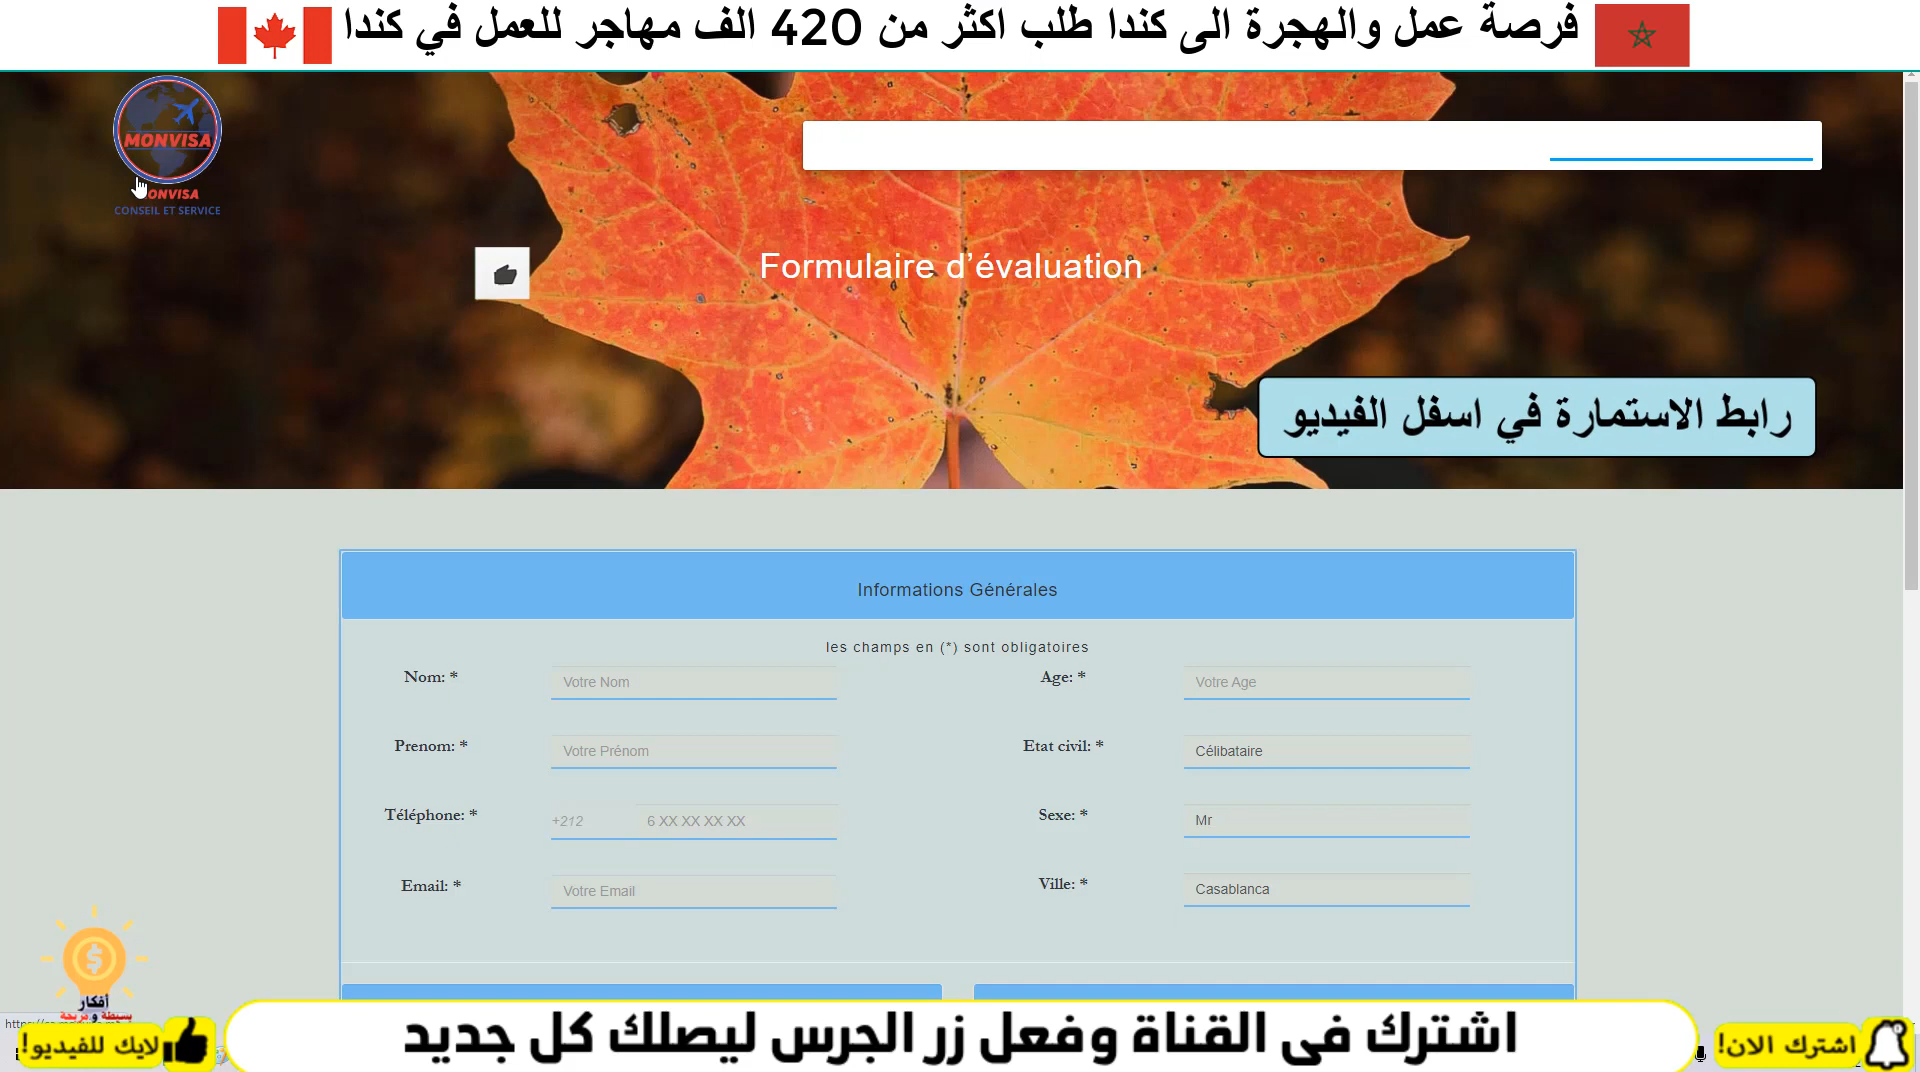 فرصة عمل والهجرة الى كندا طلب اكثر من 420 الف مهاجر للعمل في كندا
MONVISA
ONVISA
CONSEIL ET SERVICE
Formulaire d’évaluation
رابط الاستمارة في اسفل الفيديو
Informations Générales
les champs en (*) sont obligatoires
Nom: * Votre Nom
Age: * Votre Age
Prenom: * Votre Prénom
Etat civil: * Célibataire
Téléphone: * +212 6 XX XX XX XX
Sexe: * Mr
Email: * Votre Email
Ville: * Casablanca
$
أفكار
بسيطة و مربحة
لايك للفيديو!
اشترك في القناة وفعل زر الجرس ليصلك كل جديد
اشترك الان!